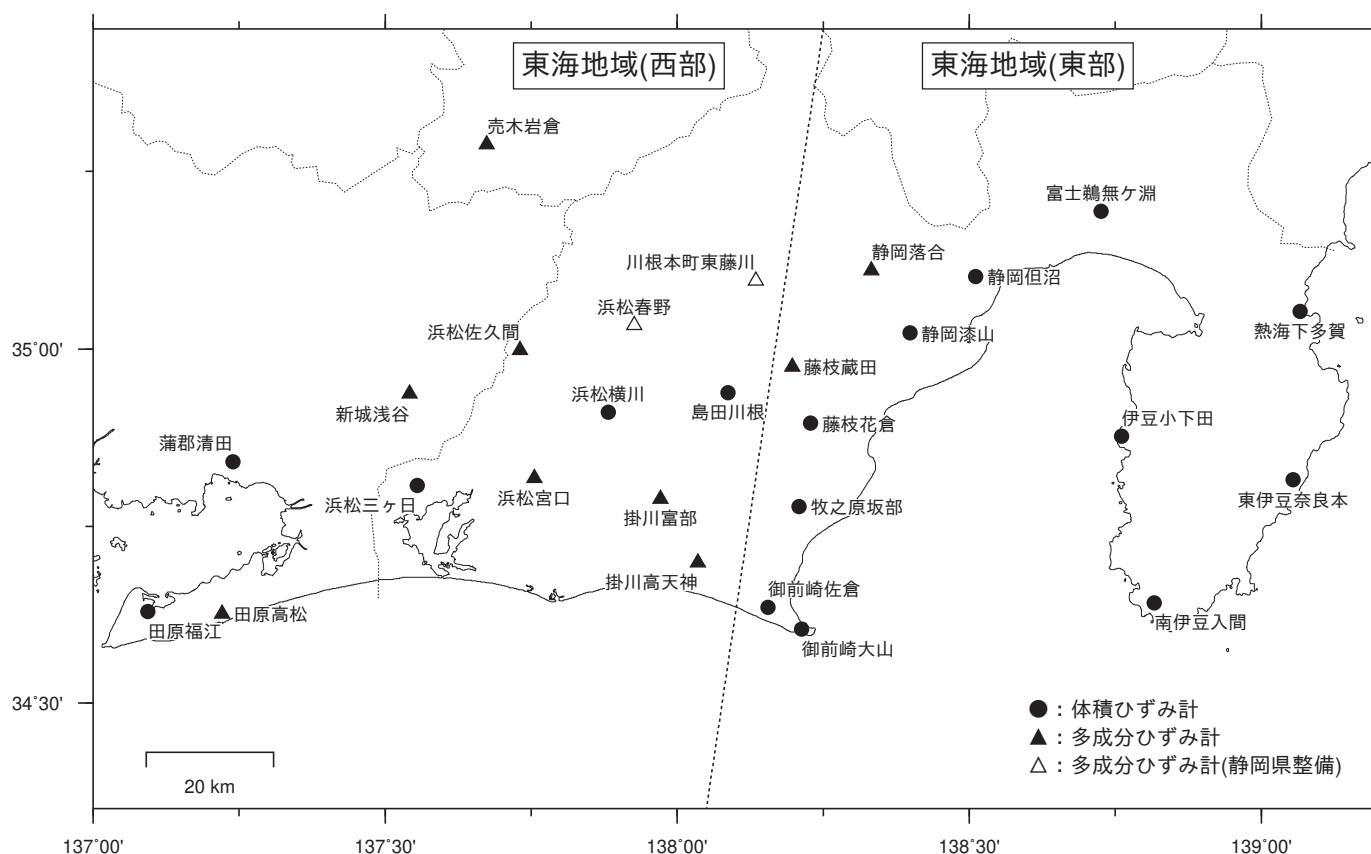 東海地域(西部)
東海地域(東部)
売木岩倉
富士鵜無ケ淵
静岡落合
川根本町東藤川
静岡但沼
浜松春野
熱海下多賀
浜松佐久間
静岡漆山
35°00'
藤枝蔵田
浜松横川
新城浅谷
島田川根
伊豆小下田
藤枝花倉
蒲郡清田
東伊豆奈良本
浜松三ヶ日
浜松宮口
牧之原坂部
掛川富部
掛川高天神
御前崎佐倉
田原高松
南伊豆入間
田原福江
御前崎大山
34°30'
●：体積ひずみ計
▲：多成分ひずみ計
△：多成分ひずみ計(静岡県整備)
20 km
137°00'
137°30'
138°00'
138°30'
139°00'